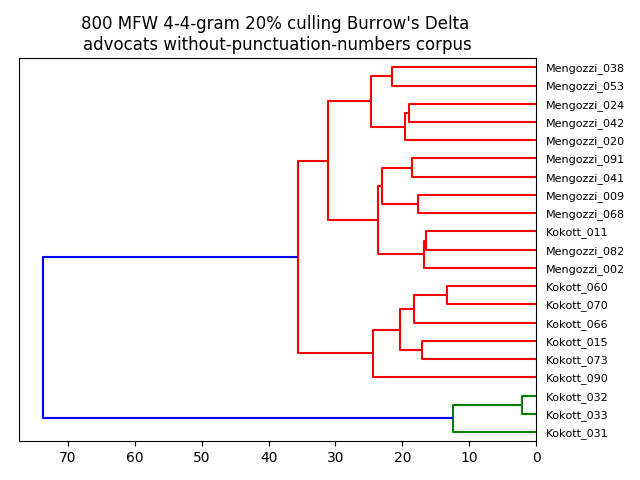 800 MFW 4-4-gram 20% culling Burrow's Delta
advocats without-punctuation-numbers corpus
Mengozzi_038
Mengozzi_053
Mengozzi_024
Mengozzi_042
Mengozzi_020
Mengozzi_091
Mengozzi_041
Mengozzi_009
Mengozzi_068
Kokott_011
Mengozzi_082
Mengozzi_002
Kokott_060
Kokott_070
Kokott_066
Kokott_015
Kokott_073
Kokott_090
Kokott_032
Kokott_033
Kokott_031
70 60 50 40 30 20 10 0